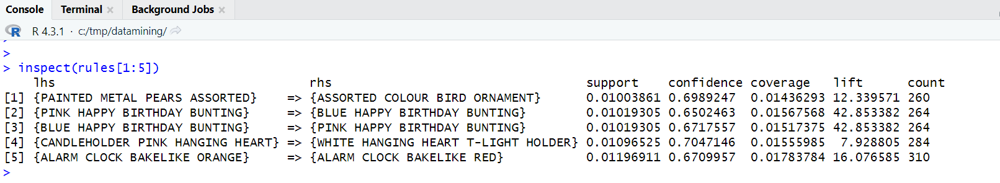 Console Terminal Background Jobs
R R 4.3.1 · c:/tmp/datamining/
>
> inspect(rules[1:5])
lhs rhs support confidence coverage lift count
[1] {PAINTED METAL PEARS ASSORTED} => {ASSORTED COLOUR BIRD ORNAMENT} 0.01003861 0.6989247 0.01436293 12.339571 260
[2] {PINK HAPPY BIRTHDAY BUNTING} => {BLUE HAPPY BIRTHDAY BUNTING} 0.01019305 0.6502463 0.01567568 42.853382 264
[3] {BLUE HAPPY BIRTHDAY BUNTING} => {PINK HAPPY BIRTHDAY BUNTING} 0.01019305 0.6717557 0.01517375 42.853382 264
[4] {CANDLEHOLDER PINK HANGING HEART} => {WHITE HANGING HEART T-LIGHT HOLDER} 0.01096525 0.7047146 0.01555985 7.928805 284
[5] {ALARM CLOCK BAKELIKE ORANGE} => {ALARM CLOCK BAKELIKE RED} 0.01196911 0.6709957 0.01783784 16.076585 310
>